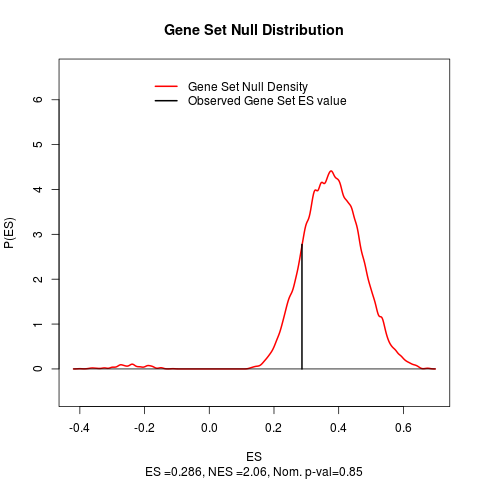 Gene Set Null Distribution
Gene Set Null Density
Observed Gene Set ES value
P(ES)
6
5
4
3
2
1
0
-0.4 -0.2 0.0 0.2 0.4 0.6
ES
ES =0.286, NES =2.06, Nom. p-val=0.85